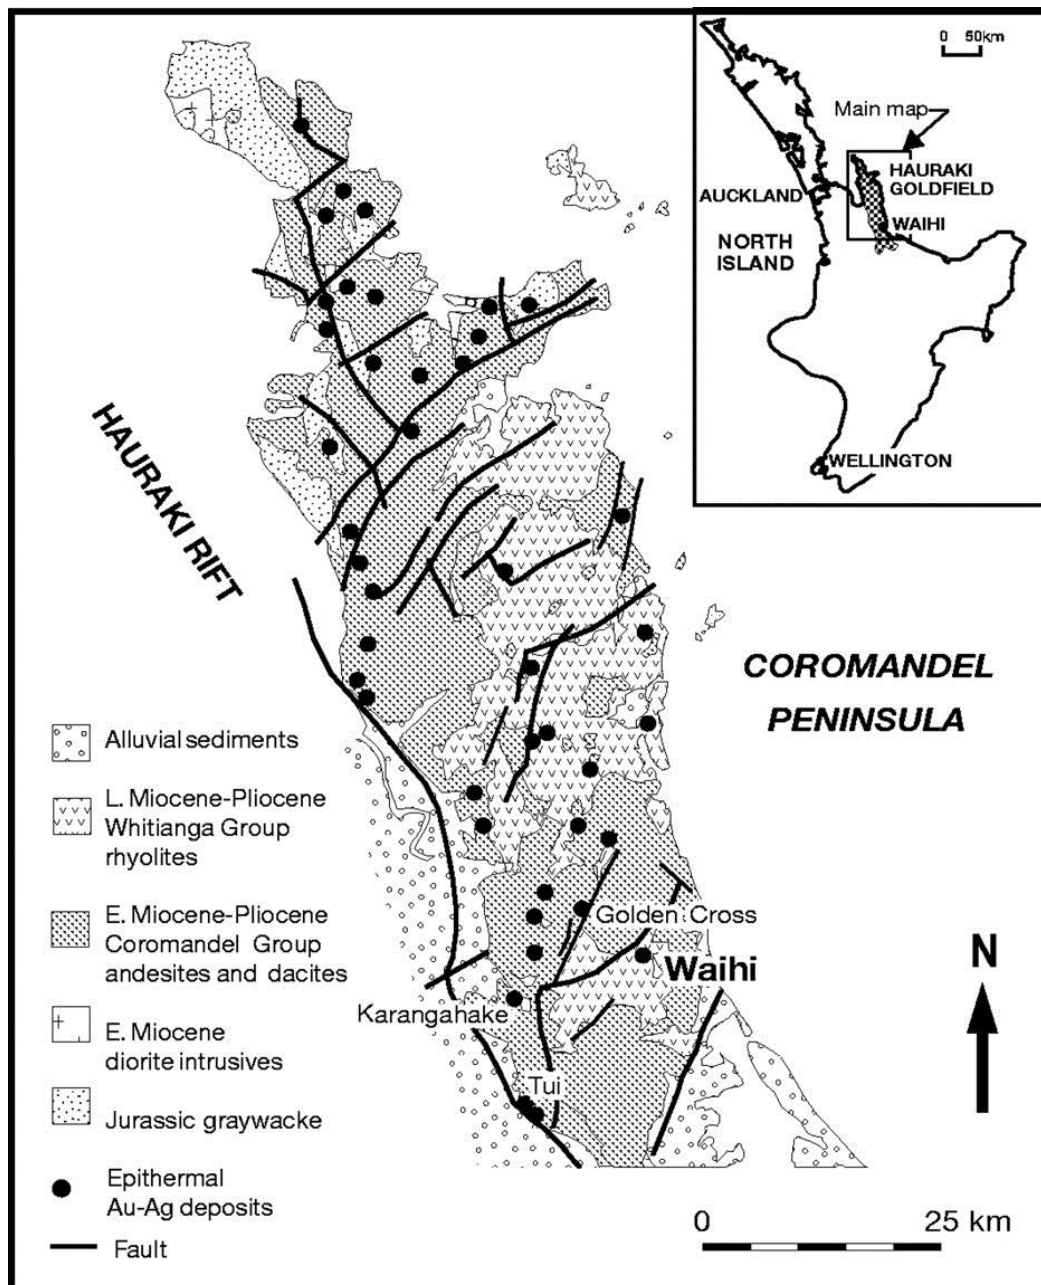 0 50km
Main map
HAURAKI
GOLDFIELD
AUCKLAND
WAIHI
NORTH
ISLAND
WELLINGTON
HAURAKI RIFT
COROMANDEL
PENINSULA
Alluvial sediments
L. Miocene-Pliocene
Whitianga Group
rhyolites
E. Miocene-Pliocene
Coromandel Group
andesites and dacites
E. Miocene
diorite intrusives
Jurassic graywacke
Epithermal
Au-Ag deposits
Fault
Golden Cross
Waihi
Karangahake
Tui
N
0 25 km